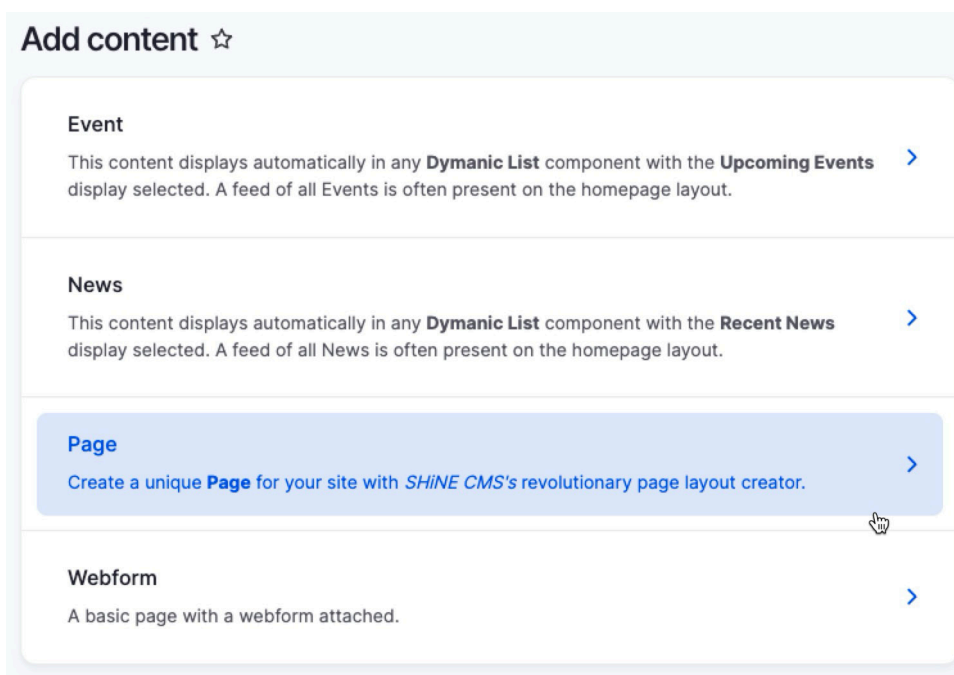 Add content
Event
This content displays automatically in any Dymanic List component with the Upcoming Events
display selected. A feed of all Events is often present on the homepage layout.
News
This content displays automatically in any Dymanic List component with the Recent News
display selected. A feed of all News is often present on the homepage layout.
Page
Create a unique Page for your site with SHiNE CMS's revolutionary page layout creator.
Webform
A basic page with a webform attached.